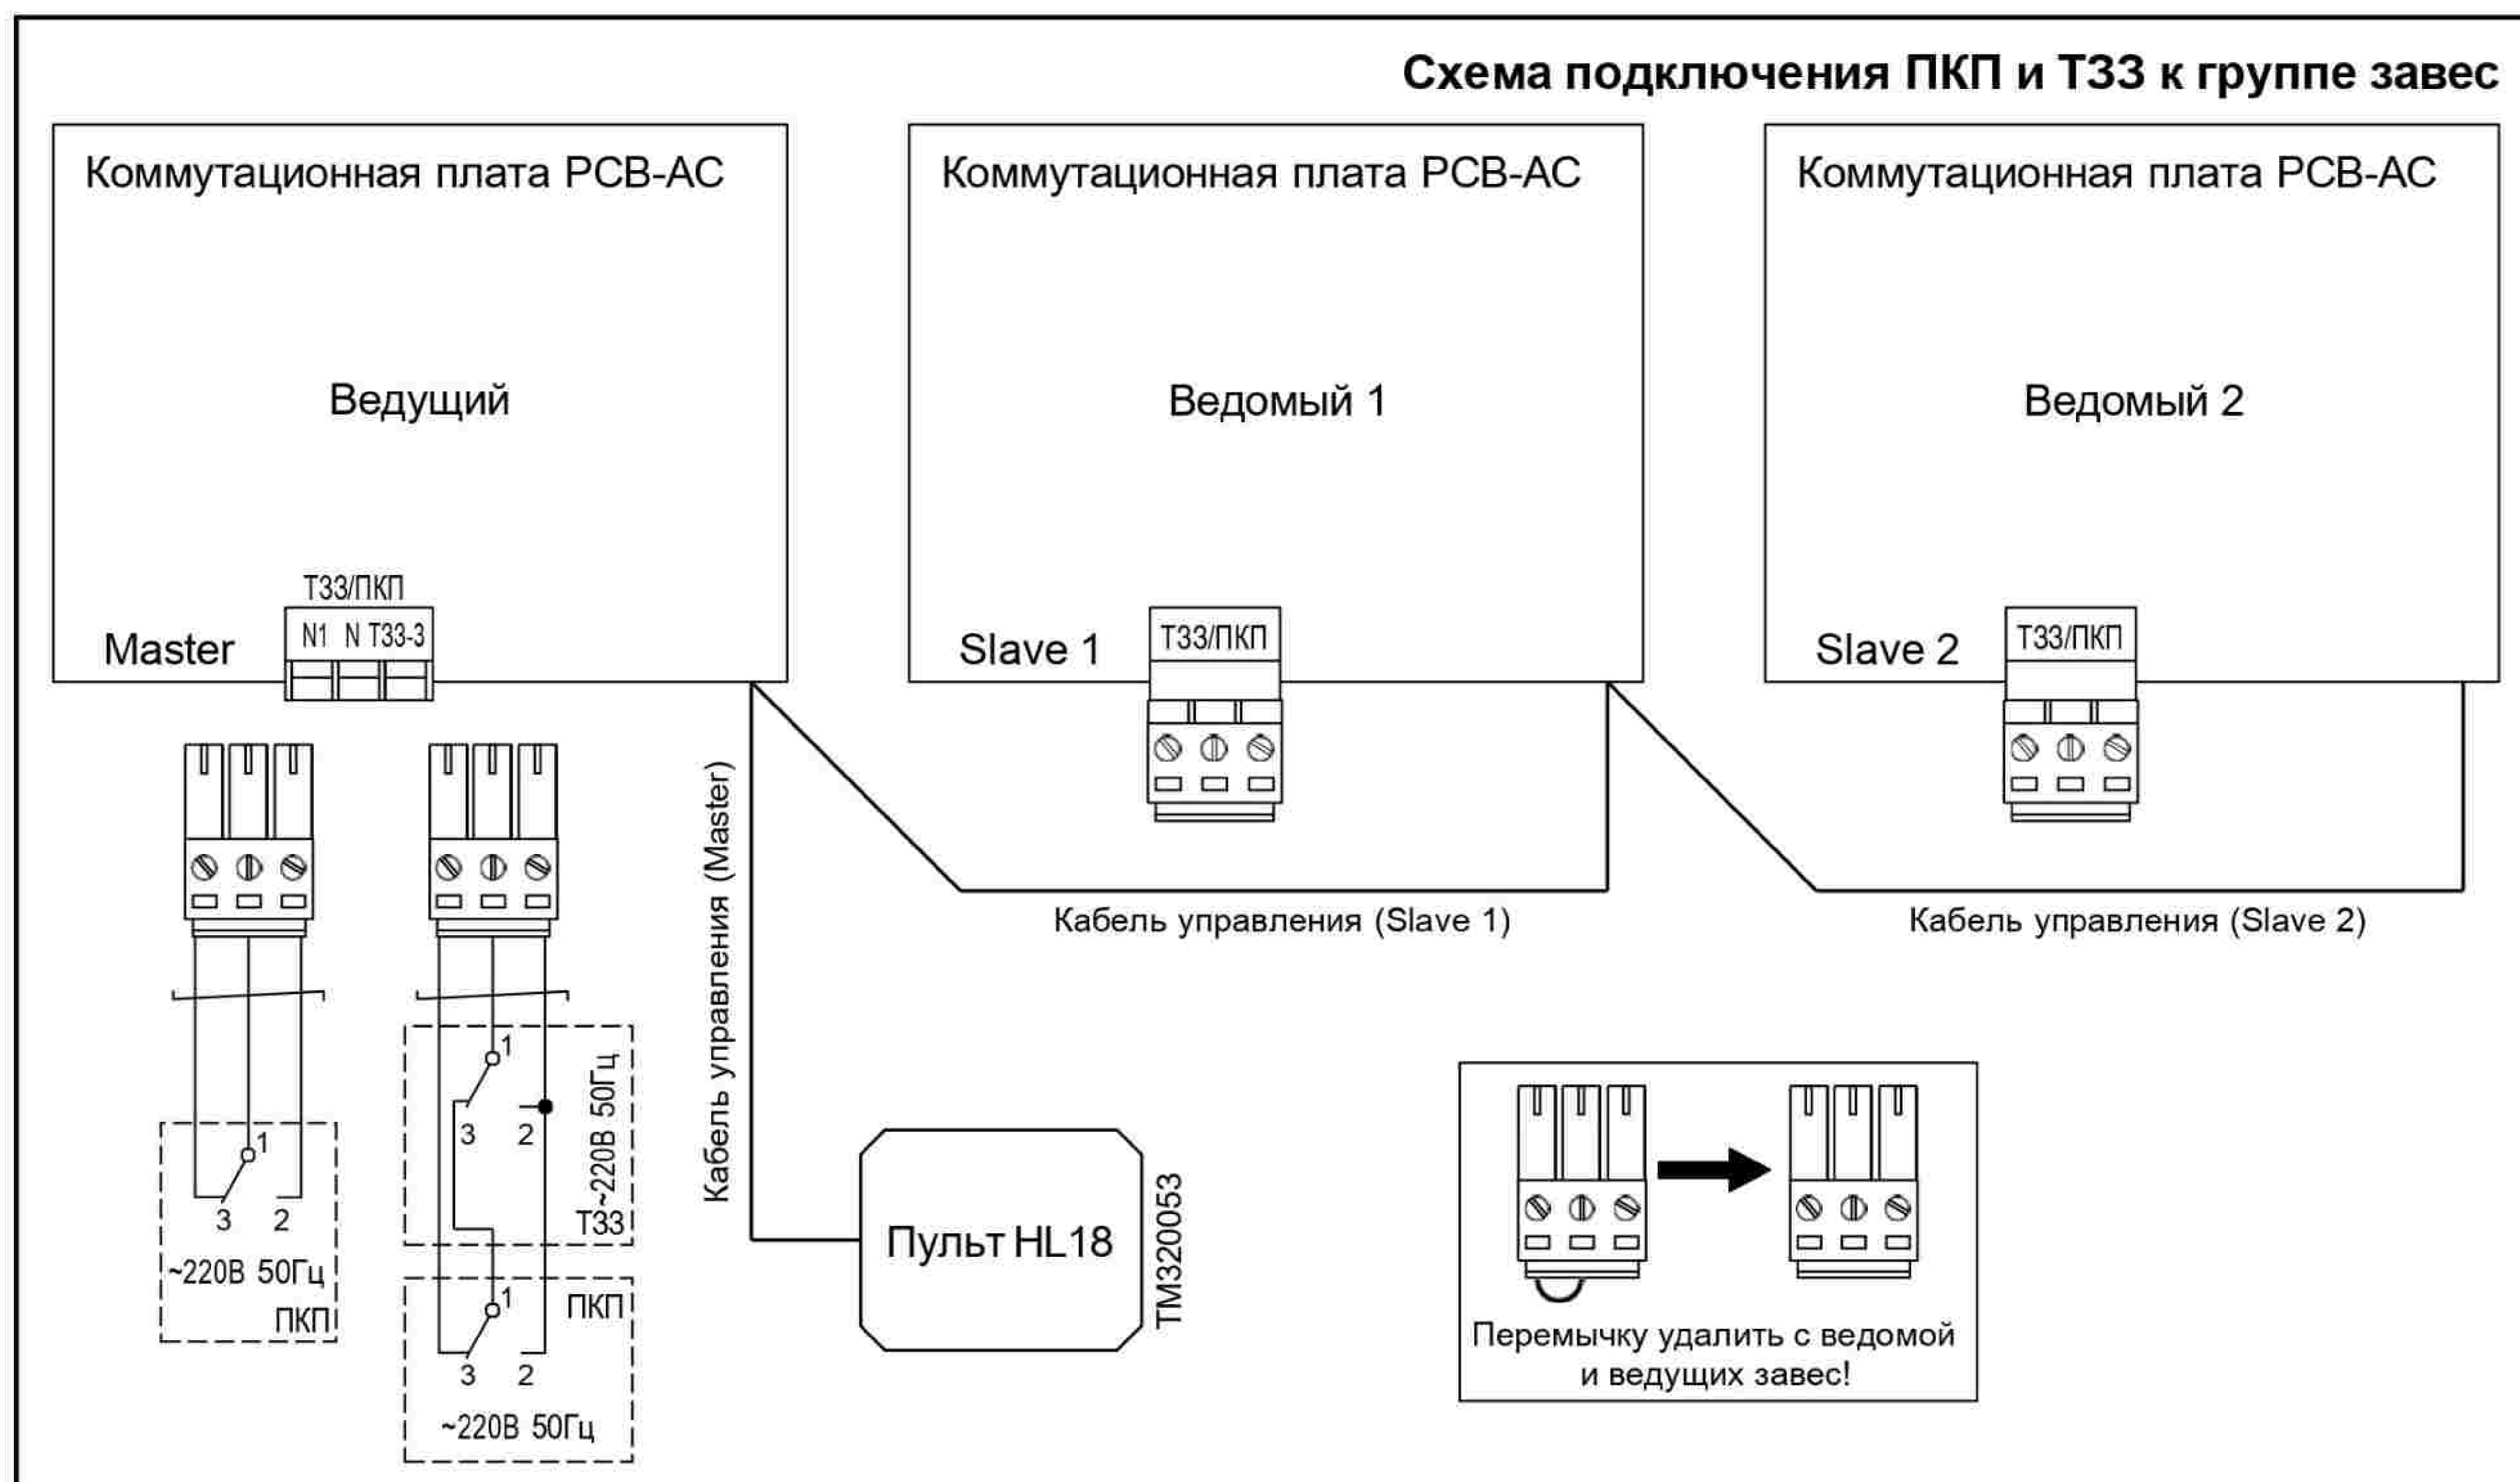 Схема подключения ПКП и ТЗЗ к группе завес
Коммутационная плата PCB-AC
Ведущий
ТЗЗ/ПКП
N1 N ТЗЗ-3
Master
Коммутационная плата PCB-AC
Ведомый 1
Slave 1
ТЗЗ/ПКП
Коммутационная плата PCB-AC
Ведомый 2
Slave 2
ТЗЗ/ПКП
Кабель управления (Master)
Кабель управления (Slave 1)
Кабель управления (Slave 2)
1
3 2
~220В 50Гц
ПКП
1
3 2
~220В 50Гц
ТЗЗ
1
ПКП
3 2
~220В 50Гц
Пульт HL18
TM320053
Перемычку удалить с ведомой
и ведущих завес!